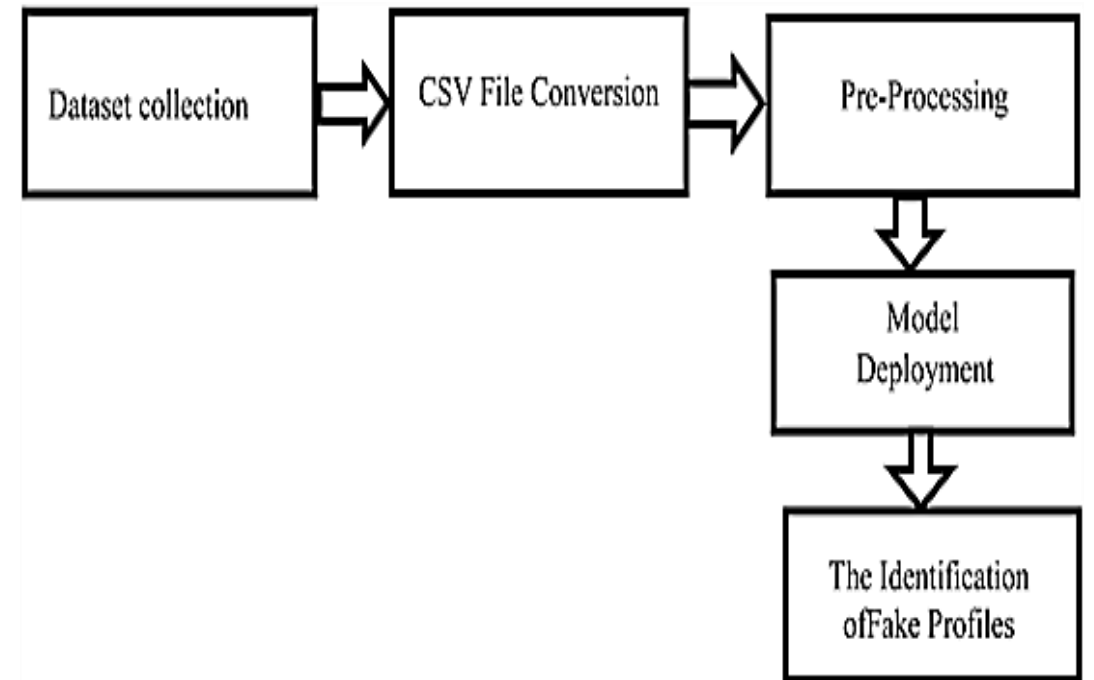 Dataset collection
CSV File Conversion
Pre-Processing
Model
Deployment
The Identification
ofFake Profiles